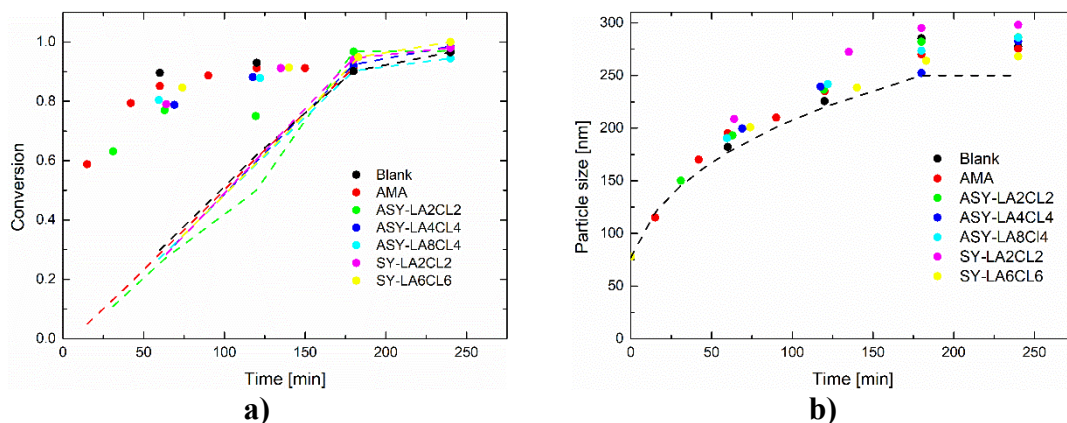 1.0
0.8
0.6
0.4
0.2
0.0
Conversion
0 50 100 150 200 250
Time [min]
Blank
AMA
ASY-LA2CL2
ASY-LA4CL4
ASY-LA8CL4
SY-LA2CL2
SY-LA6CL6
a)
300
250
200
150
100
50
0
Particle size [nm]
0 50 100 150 200 250
Time [min]
Blank
AMA
ASY-LA2CL2
ASY-LA4CL4
ASY-LA8Cl4
SY-LA2CL2
SY-LA6CL6
b)